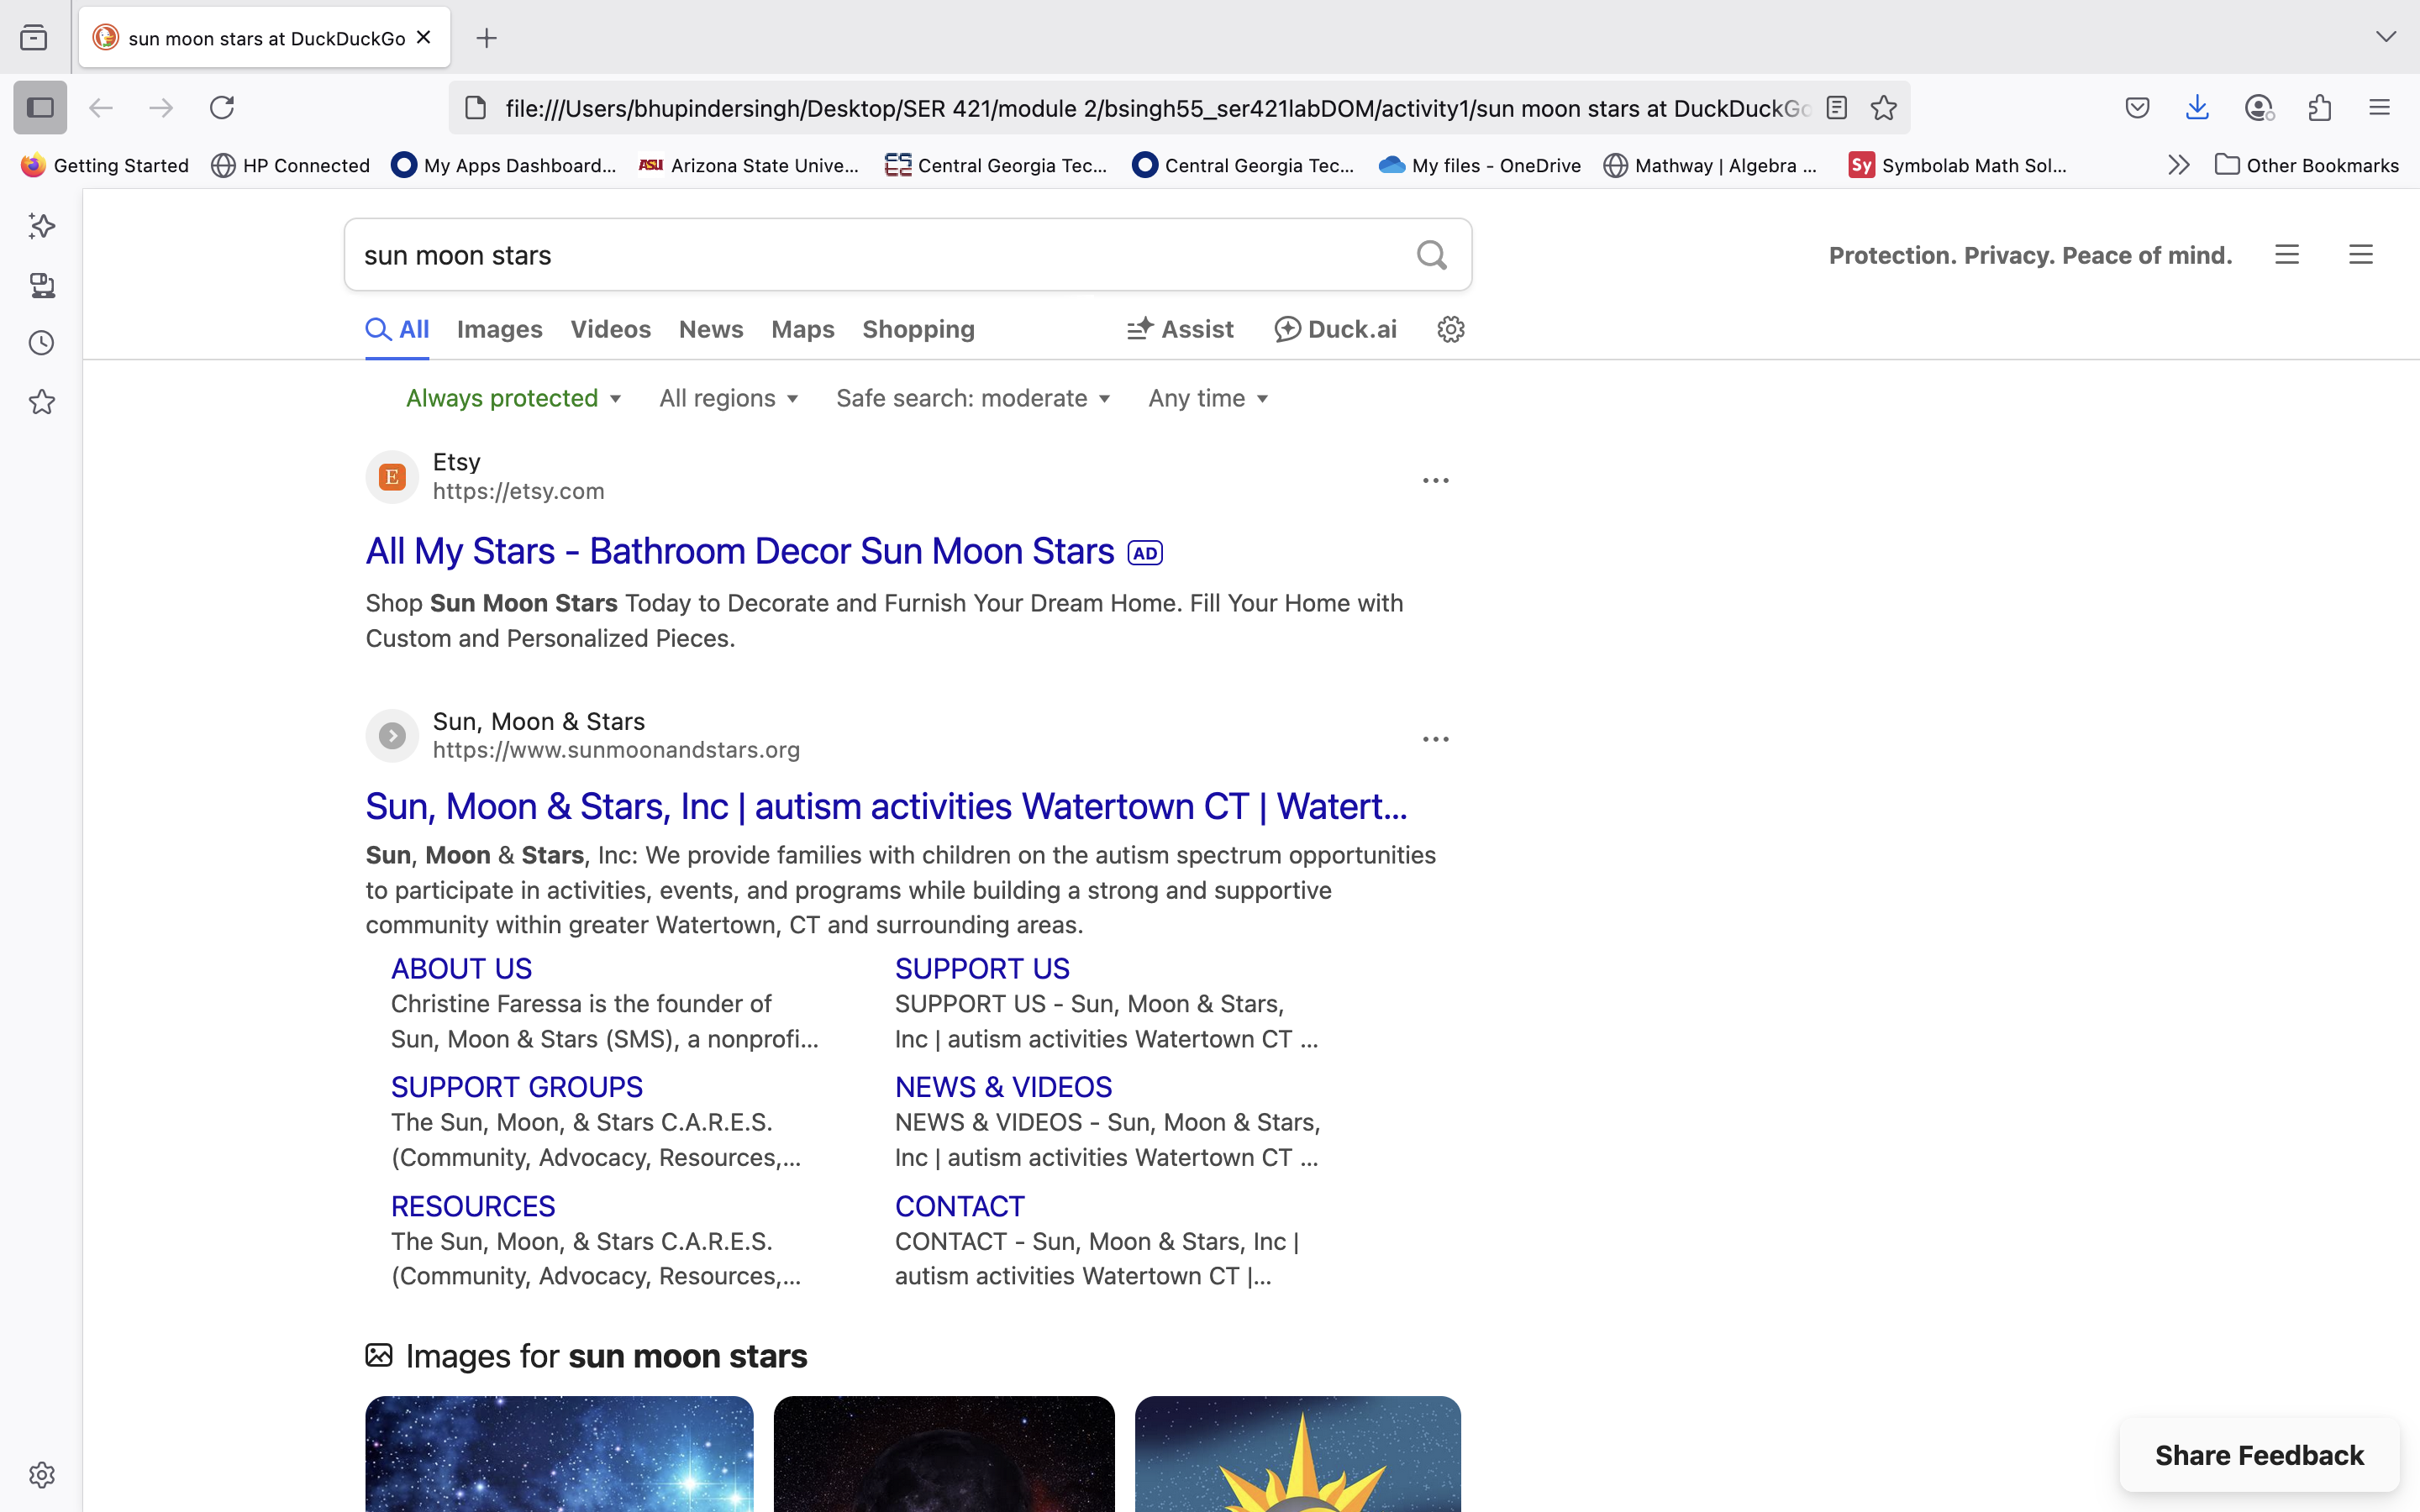 sun moon stars at DuckDuckGo
file:///Users/bhupindersingh/Desktop/SER 421/module 2/bsingh55_ser421labDOM/activity1/sun moon stars at DuckDuckGo
Getting Started HP Connected My Apps Dashboard... ASU Arizona State Unive... Central Georgia Tec... Central Georgia Tec... My files - OneDrive Mathway | Algebra ... Sy Symbolab Math Sol... Other Bookmarks
sun moon stars
Protection. Privacy. Peace of mind.
All Images Videos News Maps Shopping Assist Duck.ai
Always protected All regions Safe search: moderate Any time
E
Etsy
https://etsy.com
All My Stars - Bathroom Decor Sun Moon Stars AD
Shop Sun Moon Stars Today to Decorate and Furnish Your Dream Home. Fill Your Home with
Custom and Personalized Pieces.
Sun, Moon & Stars
https://www.sunmoonandstars.org
Sun, Moon & Stars, Inc | autism activities Watertown CT | Watert...
Sun, Moon & Stars, Inc: We provide families with children on the autism spectrum opportunities
to participate in activities, events, and programs while building a strong and supportive
community within greater Watertown, CT and surrounding areas.
ABOUT US
Christine Faressa is the founder of
Sun, Moon & Stars (SMS), a nonprofi...
SUPPORT US
SUPPORT US - Sun, Moon & Stars,
Inc | autism activities Watertown CT ...
SUPPORT GROUPS
The Sun, Moon, & Stars C.A.R.E.S.
(Community, Advocacy, Resources,...
NEWS & VIDEOS
NEWS & VIDEOS - Sun, Moon & Stars,
Inc | autism activities Watertown CT ...
RESOURCES
The Sun, Moon, & Stars C.A.R.E.S.
(Community, Advocacy, Resources,...
CONTACT
CONTACT - Sun, Moon & Stars, Inc |
autism activities Watertown CT |...
Images for sun moon stars
Share Feedback